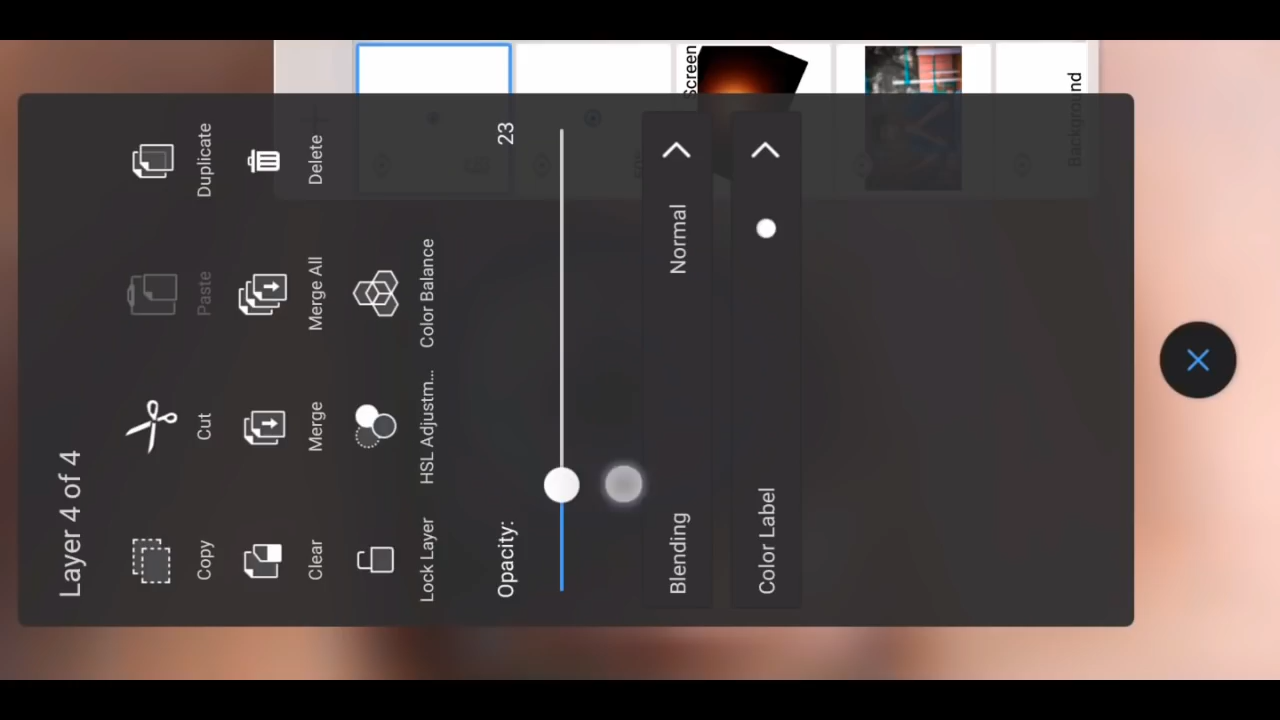 Layer 4 of 4
Copy
Cut
Paste
Duplicate
Clear
Merge
Merge All
Delete
Lock Layer
HSL Adjustm...
Color Balance
Opacity:
23
Blending
Normal
Color Label
Screen
Background